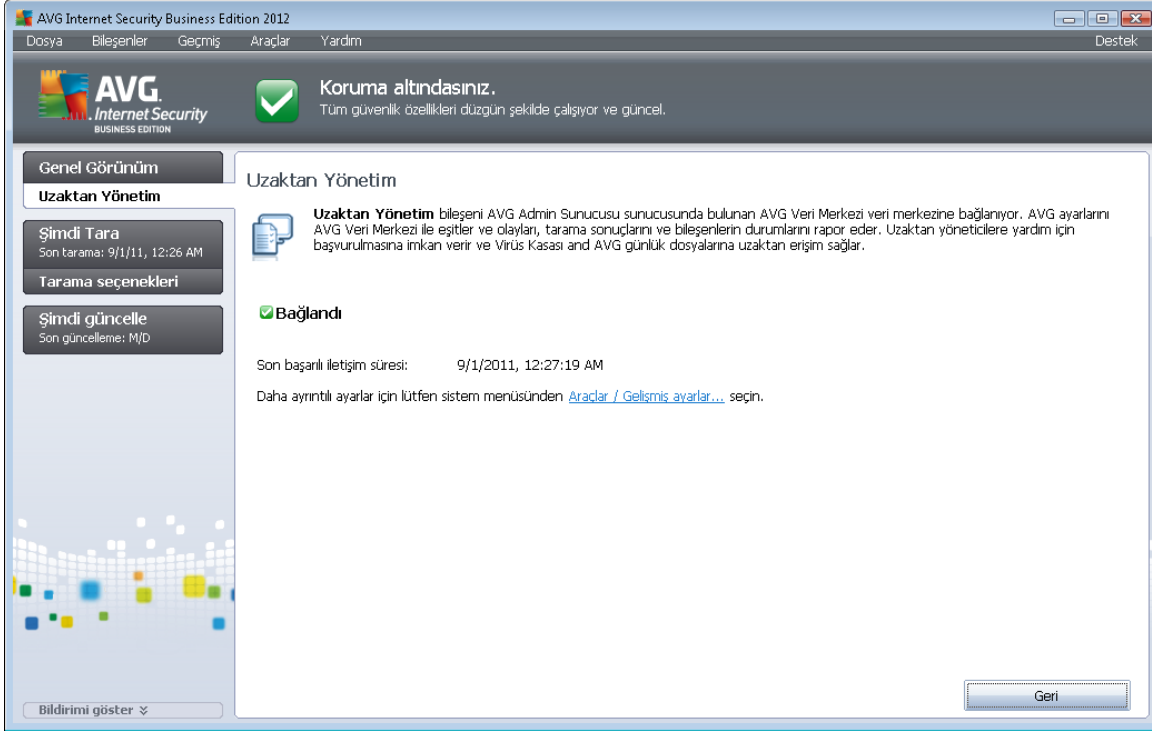 AVG Internet Security Business Edition 2012
Dosya Bileşenler Geçmiş Araçlar Yardım Destek
AVG.
Internet Security
BUSINESS EDITION
Koruma altındasınız.
Tüm güvenlik özellikleri düzgün şekilde çalışıyor ve güncel.
Genel Görünüm
Uzaktan Yönetim
Şimdi Tara
Son tarama: 9/1/11, 12:26 AM
Tarama seçenekleri
Şimdi güncelle
Son güncelleme: M/D
Bildirimi göster
Uzaktan Yönetim
Uzaktan Yönetim bileşeni AVG Admin Sunucusu sunucusunda bulunan AVG Veri Merkezi veri merkezine bağlanıyor. AVG ayarlarını
AVG Veri Merkezi ile eşitler ve olayları, tarama sonuçlarını ve bileşenlerin durumlarını rapor eder. Uzaktan yöneticilere yardım için
başvurulmasına imkan verir ve Virüs Kasası and AVG günlük dosyalarına uzaktan erişim sağlar.
Bağlandı
Son başarılı iletişim süresi: 9/1/2011, 12:27:19 AM
Daha ayrıntılı ayarlar için lütfen sistem menüsünden Araçlar / Gelişmiş ayarlar... seçin.
Geri